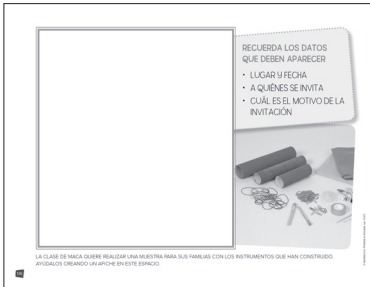 RECUERDA LOS DATOS
QUE DEBEN APARECER
• LUGAR Y FECHA
• A QUIÉNES SE INVITA
• CUÁL ES EL MOTIVO DE LA
INVITACIÓN
LA CLASE DE MACA QUIERE REALIZAR UNA MUESTRA PARA SUS FAMILIAS CON LOS INSTRUMENTOS QUE HAN CONSTRUIDO
AYÚDALOS CREANDO UN AFICHE EN ESTE ESPACIO.